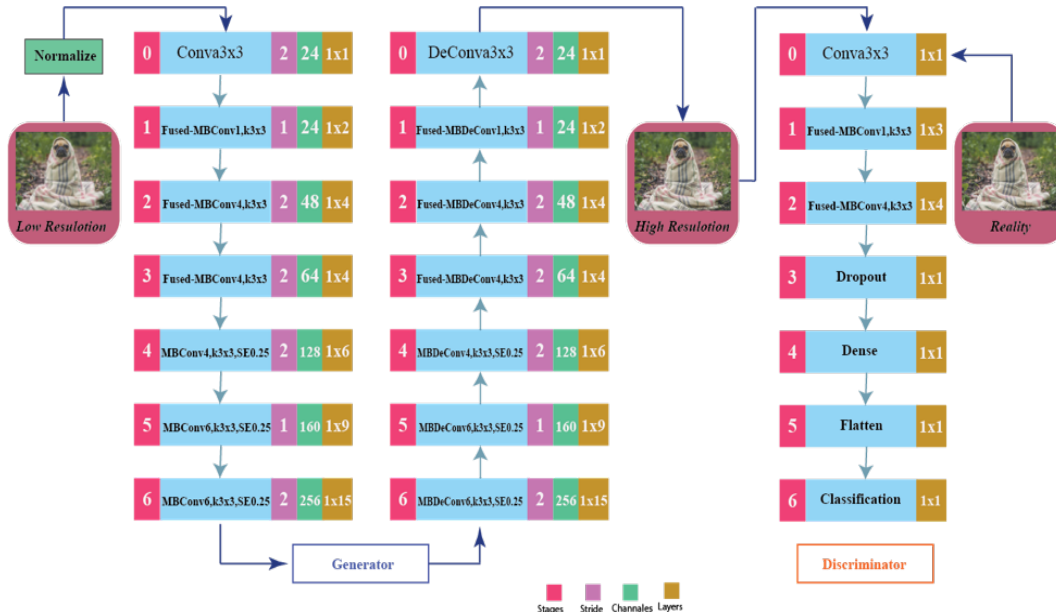 Normalize
Low Resulotion
0 Conva3x3 2 24 1x1
1 Fused-MBConv1,k3x3 1 24 1x2
2 Fused-MBConv4,k3x3 2 48 1x4
3 Fused-MBConv4,k3x3 2 64 1x4
4 MBConv4,k3x3,SE0.25 2 128 1x6
5 MBConv6,k3x3,SE0.25 1 160 1x9
6 MBConv6,k3x3,SE0.25 2 256 1x15
Generator
0 DeConva3x3 2 24 1x1
1 Fused-MBDeConv1,k3x3 1 24 1x2
2 Fused-MBDeConv4,k3x3 2 48 1x4
3 Fused-MBDeConv4,k3x3 2 64 1x4
4 MBDeConv4,k3x3,SE0.25 2 128 1x6
5 MBDeConv6,k3x3,SE0.25 1 160 1x9
6 MBDeConv6,k3x3,SE0.25 2 256 1x15
High Resulotion
0 Conva3x3 1x1
1 Fused-MBConv1,k3x3 1x3
2 Fused-MBConv4,k3x3 1x4
3 Dropout 1x1
4 Dense 1x1
5 Flatten 1x1
6 Classification 1x1
Reality
Discriminator
Stages Stride Channales Layers